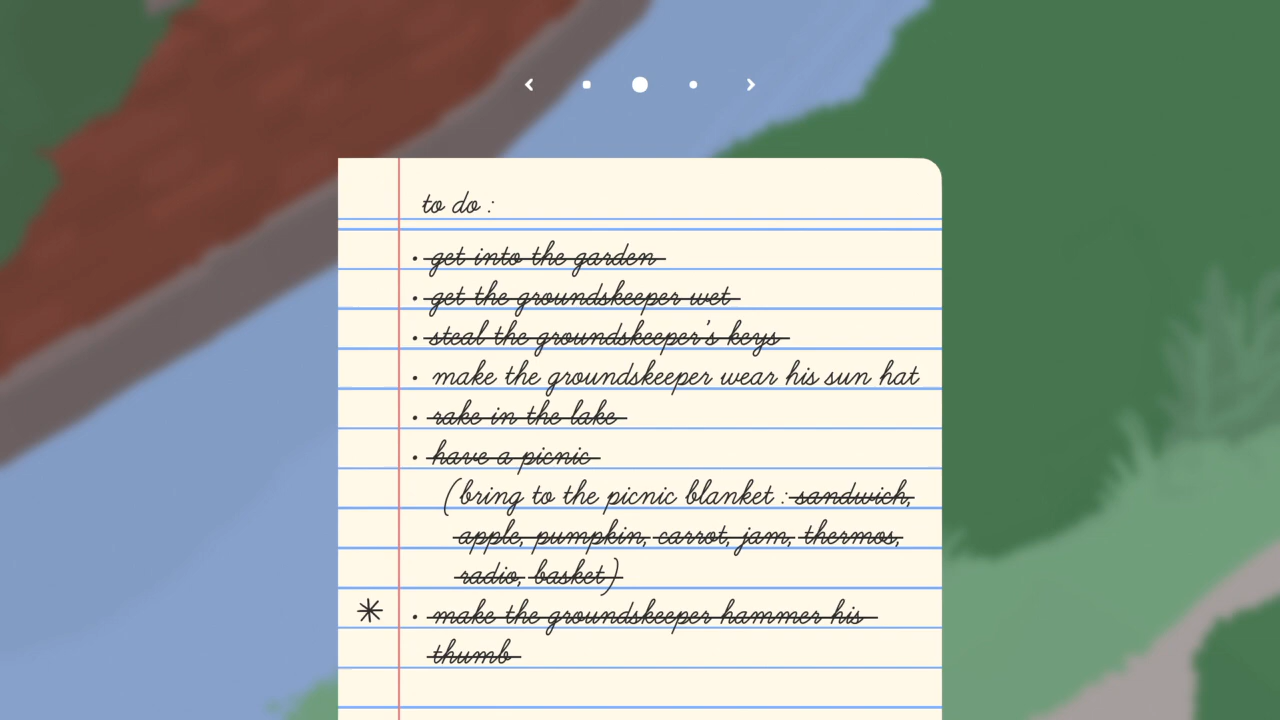 to do :
• get into the garden
• get the groundskeeper wet
• steal the groundskeeper's keys
• make the groundskeeper wear his sun hat
• rake in the lake
• have a picnic
(bring to the picnic blanket : sandwich,
apple, pumpkin, carrot, jam, thermos,
radio, basket)
* • make the groundskeeper hammer his
thumb